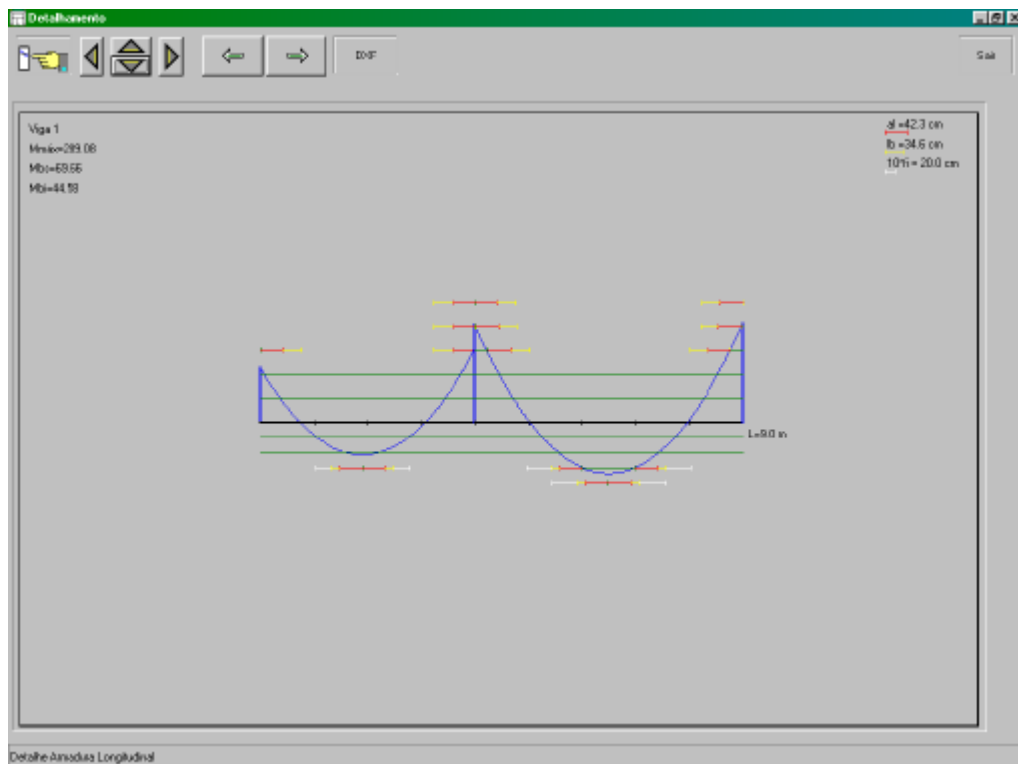 Detalhamento
DXF
Sair
Viga 1
Mmáx=289.08
Mbs=69.66
Mbi=44.58
al =42.3 cm
lb =34.6 cm
10*fi = 20.0 cm
L=9.0 m
Detalhe Armadura Longitudinal